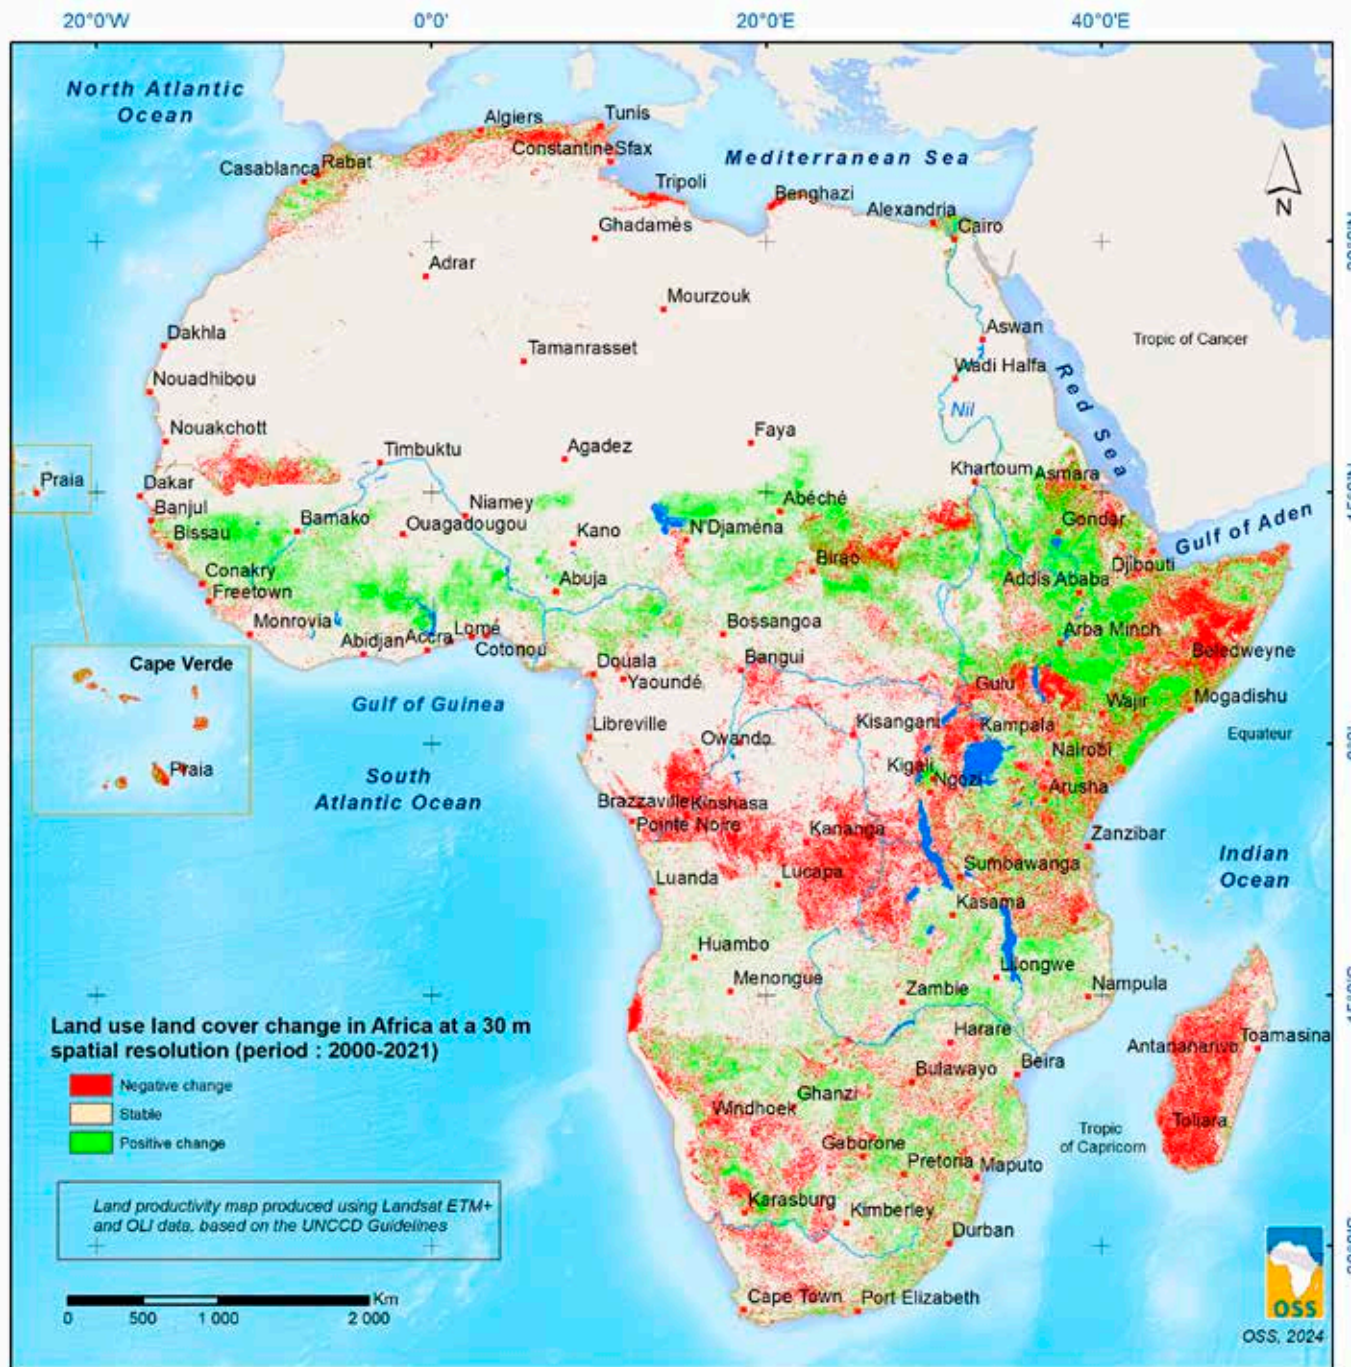 20°0'W 0°0' 20°0'E 40°0'E
North Atlantic
Ocean
Algiers
Tunis
Constantine
Sfax
Casablanca
Rabat
Mediterranean Sea
Tripoli
Benghazi
Alexandria
Cairo
N
Ghadamès
Adrar
Mourzouk
Dakhla
Tamanrasset
Aswan
Tropic of Cancer
Nouadhibou
Wadi Halfa
Red Sea
Nil
Nouakchott
Timbuktu
Agadez
Faya
Khartoum
Asmara
Praia
Dakar
Banjul
Bissau
Bamako
Niamey
Ouagadougou
Kano
N'Djaména
Abéché
Gondar
Gulf of Aden
Birao
Djibouti
Conakry
Freetown
Abuja
Addis Ababa
Monrovia
Abidjan
Accra
Lomé
Cotonou
Bossangoa
Arba Minch
Beledweyne
Cape Verde
Douala
Yaoundé
Bangui
Gulu
Wajir
Mogadishu
Gulf of Guinea
Libreville
Owando
Kisangani
Kampala
Equateur
Nairobi
Praia
South
Atlantic Ocean
Kigali
Ngozi
Arusha
Brazzaville
Kinshasa
Pointe Noire
Kananga
Zanzibar
Indian
Ocean
Luanda
Lucapa
Sumbawanga
Kasama
Huambo
Menongue
Lilongwe
Zambie
Nampula
Land use land cover change in Africa at a 30 m
spatial resolution (period : 2000-2021)
Negative change
Stable
Positive change
Harare
Beira
Bulawayo
Antananarivo
Toamasina
Toliara
Ghanzi
Windhoek
Gaborone
Pretoria
Maputo
Tropic
of Capricorn
Land productivity map produced using Landsat ETM+
and OLI data, based on the UNCCD Guidelines
Karasburg
Kimberley
Durban
Cape Town
Port Elizabeth
Km
0 500 1 000 2 000
OSS
OSS, 2024